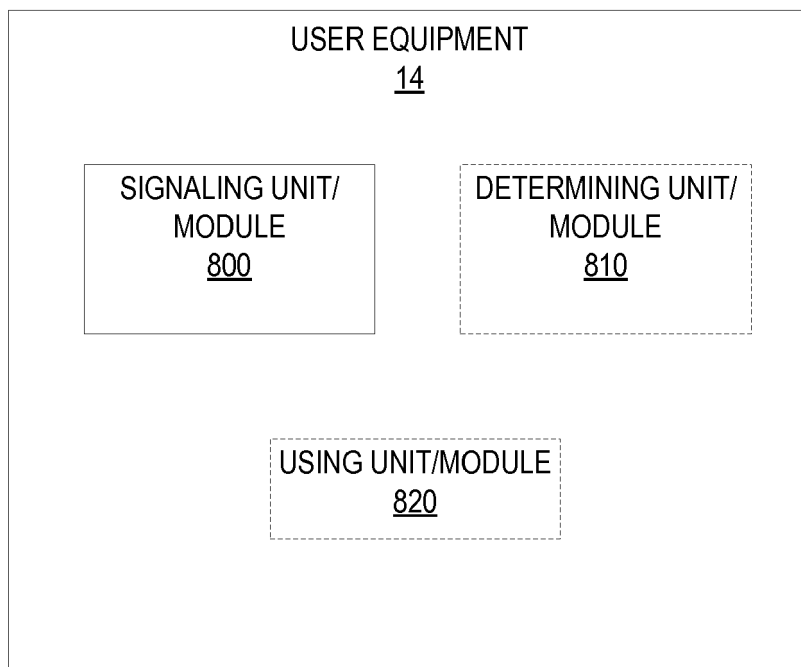 USER EQUIPMENT
14
SIGNALING UNIT/
MODULE
800
DETERMINING UNIT/
MODULE
810
USING UNIT/MODULE
820